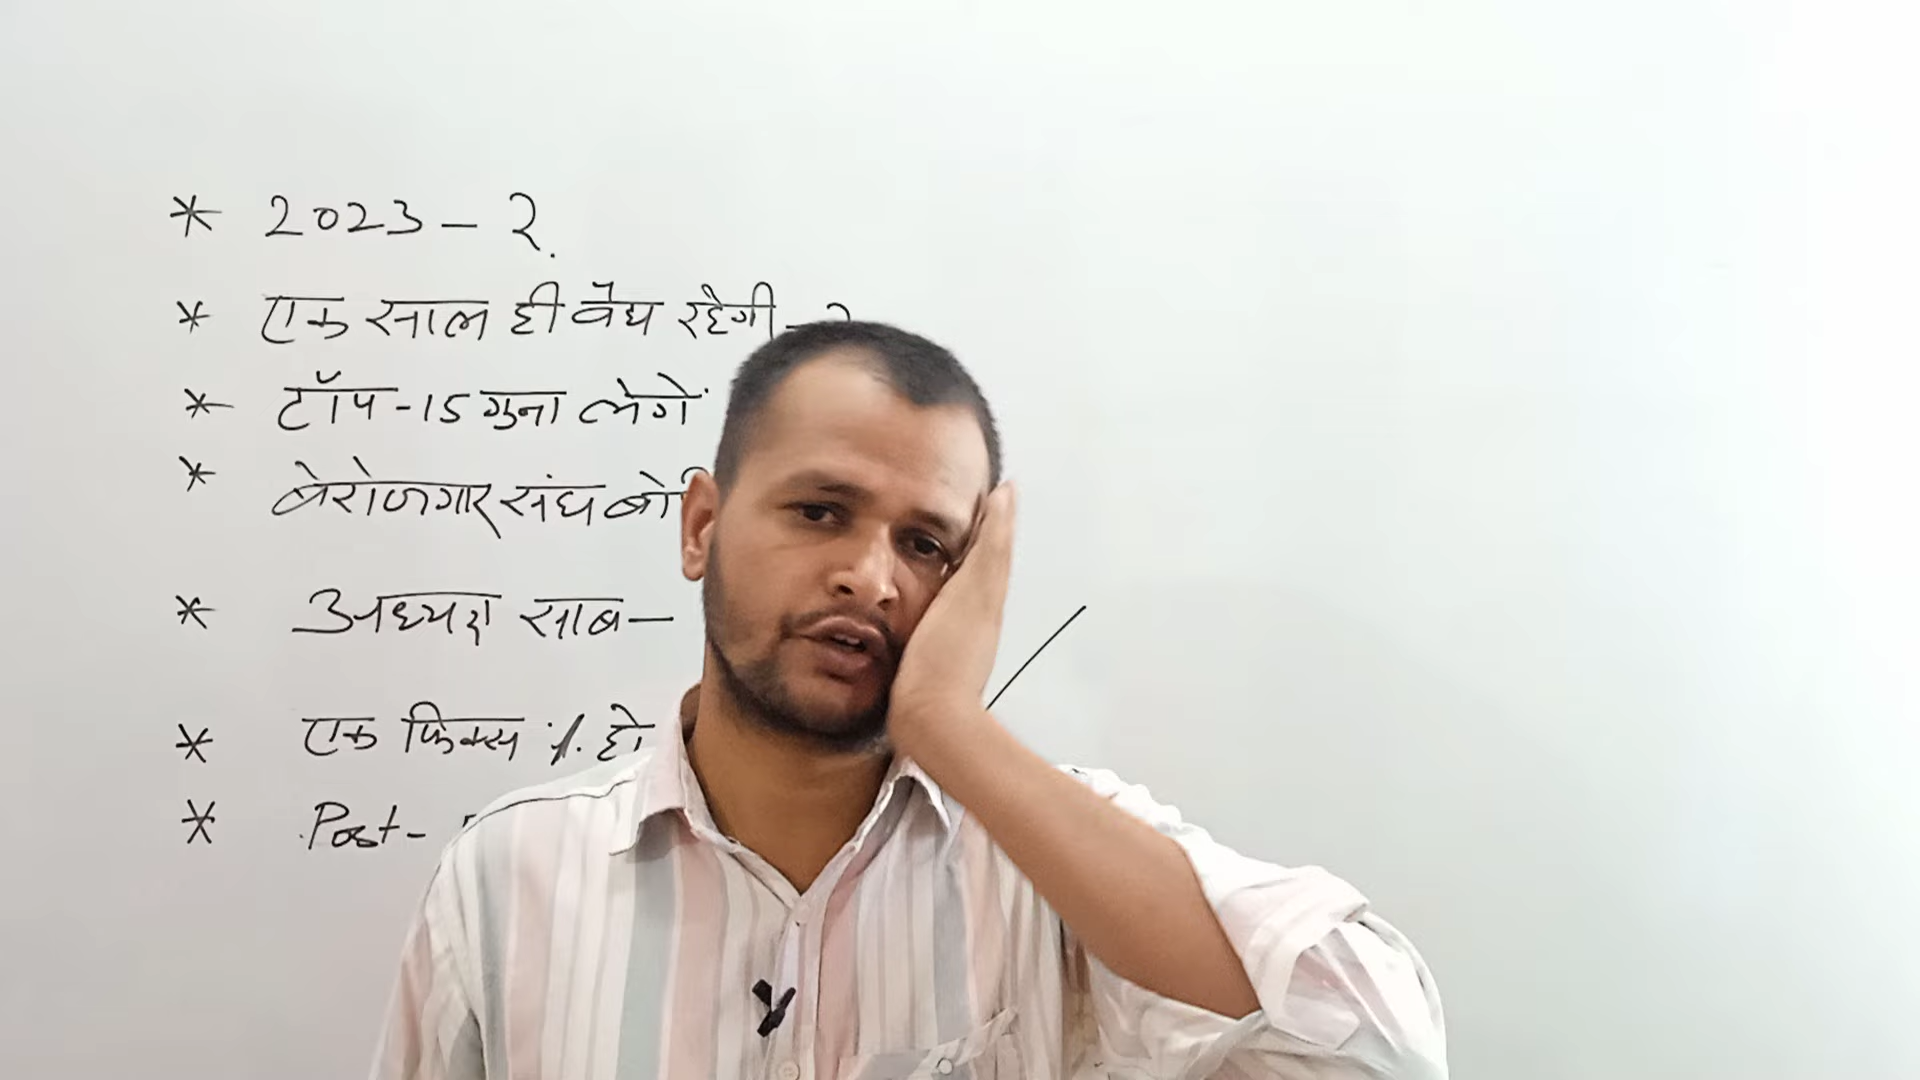 * 2023 - 2.
* एक साल ही वैध रहेगी - ?
* टॉप - 15 गुना लेगें
* बेरोजगार संघ
* अध्यक्ष साब -
* एक फिक्स % हो
* Post -